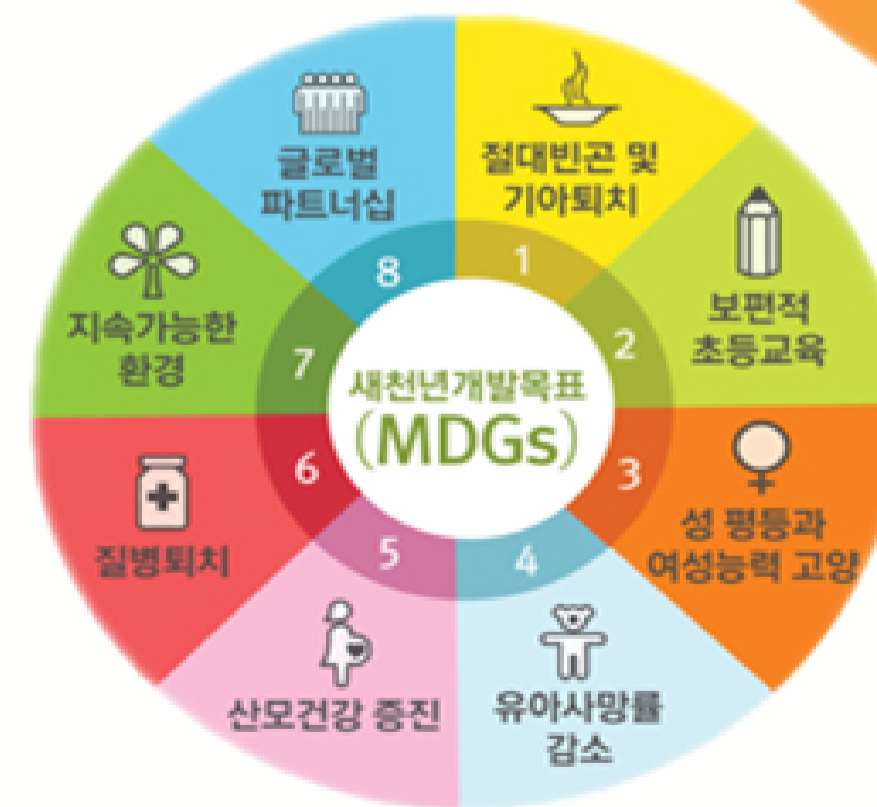 새천년개발목표
(MDGs)
1
절대빈곤 및
기아퇴치
2
보편적
초등교육
3
성 평등과
여성능력 고양
4
유아사망률
감소
5
산모건강 증진
6
질병퇴치
7
지속가능한
환경
8
글로벌
파트너십